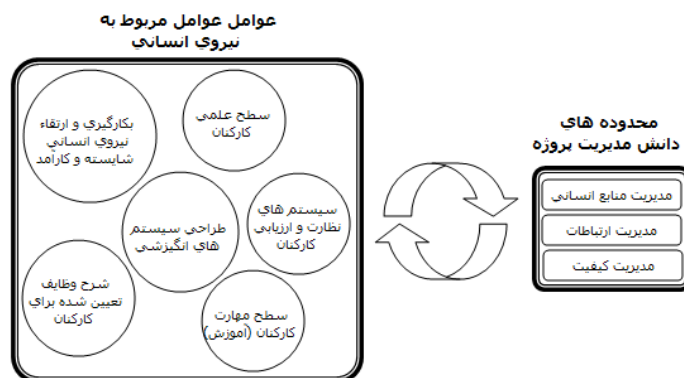 عوامل عوامل مربوط به
نيروي انساني
بكارگيري و ارتقاء
نيروي انساني
شايسته و كارآمد
سطح علمي
كاركنان
طراحي سيستم
هاي انگيزشي
سيستم هاي
نظارت و ارزيابي
كاركنان
شرح وظايف
تعيين شده براي
كاركنان
سطح مهارت
كاركنان (آموزش)
محدوده هاي
دانش مديريت پروژه
مديريت منابع انساني
مديريت ارتباطات
مديريت كيفيت